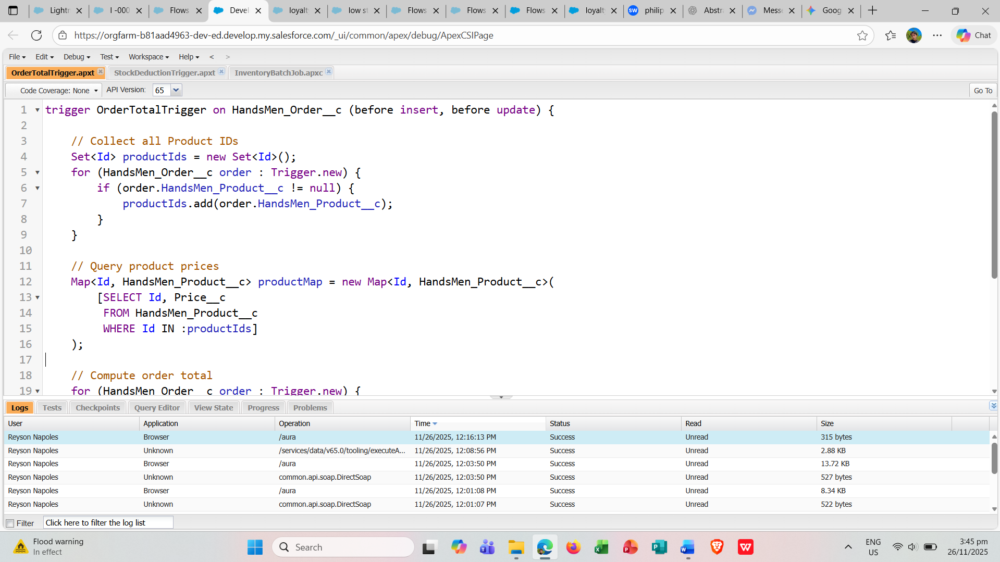 Lightn
I -000
Flows
Devel
loyalt
low st
Flows
Flows
Flows
loyalt
SW
philip
Abstra
Messe
Goog
https://orgfarm-b81aad4963-dev-ed.develop.my.salesforce.com/_ui/common/apex/debug/ApexCSIPage
Chat
File Edit Debug Test Workspace Help < >
OrderTotalTrigger.apxt StockDeductionTrigger.apxt InventoryBatchJob.apxc
Code Coverage: None API Version: 65 Go To
1 trigger OrderTotalTrigger on HandsMen_Order__c (before insert, before update) {
2
3 // Collect all Product IDs
4 Set<Id> productIds = new Set<Id>();
5 for (HandsMen_Order__c order : Trigger.new) {
6 if (order.HandsMen_Product__c != null) {
7 productIds.add(order.HandsMen_Product__c);
8 }
9 }
10
11 // Query product prices
12 Map<Id, HandsMen_Product__c> productMap = new Map<Id, HandsMen_Product__c>(
13 [SELECT Id, Price__c
14 FROM HandsMen_Product__c
15 WHERE Id IN :productIds]
16 );
17
18 // Compute order total
19 for (HandsMen_Order__c order : Trigger.new) {
Logs Tests Checkpoints Query Editor View State Progress Problems
User Application Operation Time Status Read Size
Reyson Napoles Browser /aura 11/26/2025, 12:16:13 PM Success Unread 315 bytes
Reyson Napoles Unknown /services/data/v65.0/tooling/executeA... 11/26/2025, 12:08:56 PM Success Unread 2.88 KB
Reyson Napoles Browser /aura 11/26/2025, 12:03:50 PM Success Unread 13.72 KB
Reyson Napoles Unknown common.api.soap.DirectSoap 11/26/2025, 12:03:50 PM Success Unread 527 bytes
Reyson Napoles Browser /aura 11/26/2025, 12:01:08 PM Success Unread 8.34 KB
Reyson Napoles Unknown common.api.soap.DirectSoap 11/26/2025, 12:01:07 PM Success Unread 522 bytes
Filter Click here to filter the log list
Flood warning
In effect
Search
ENG
US
3:45 pm
26/11/2025